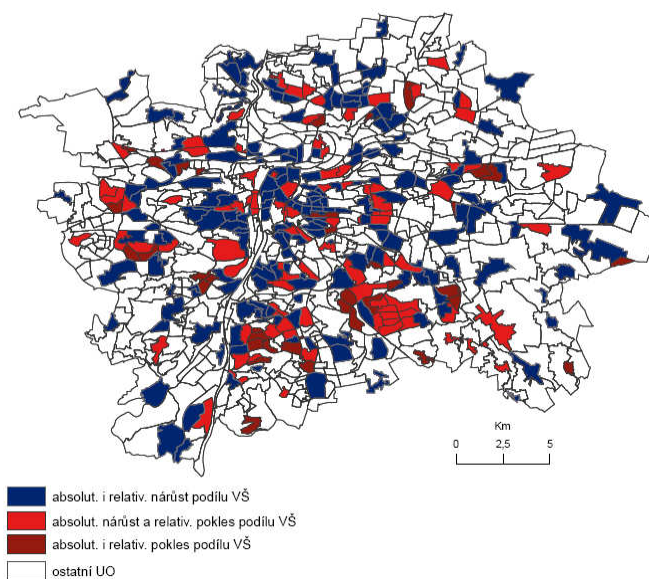 Km
0 2,5 5
absolut. i relativ. nárůst podílu VŠ
absolut. nárůst a relativ. pokles podílu VŠ
absolut. i relativ. pokles podílu VŠ
ostatní UO